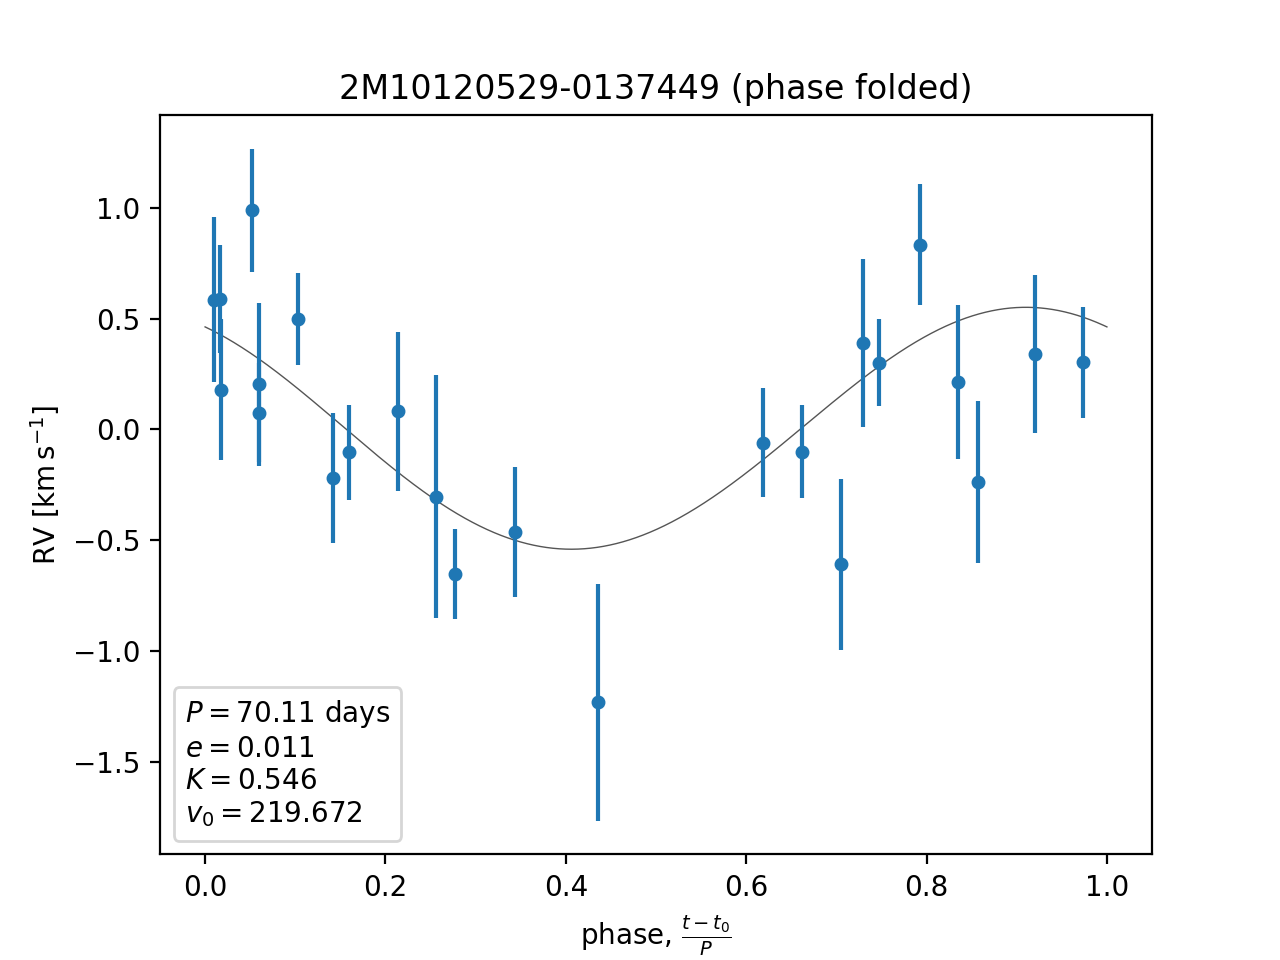 2M10120529-0137449 (phase folded)
RV [km s⁻¹]
1.0
0.5
0.0
−0.5
−1.0
−1.5
P = 70.11 days
e = 0.011
K = 0.546
v₀ = 219.672
0.0 0.2 0.4 0.6 0.8 1.0
phase, (t − t₀)/P